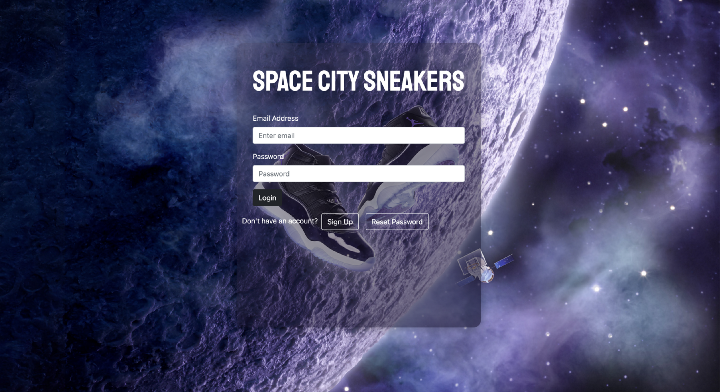 SPACE CITY SNEAKERS
Email Address
Enter email
Password
Password
Login
Don't have an account? Sign Up Reset Password